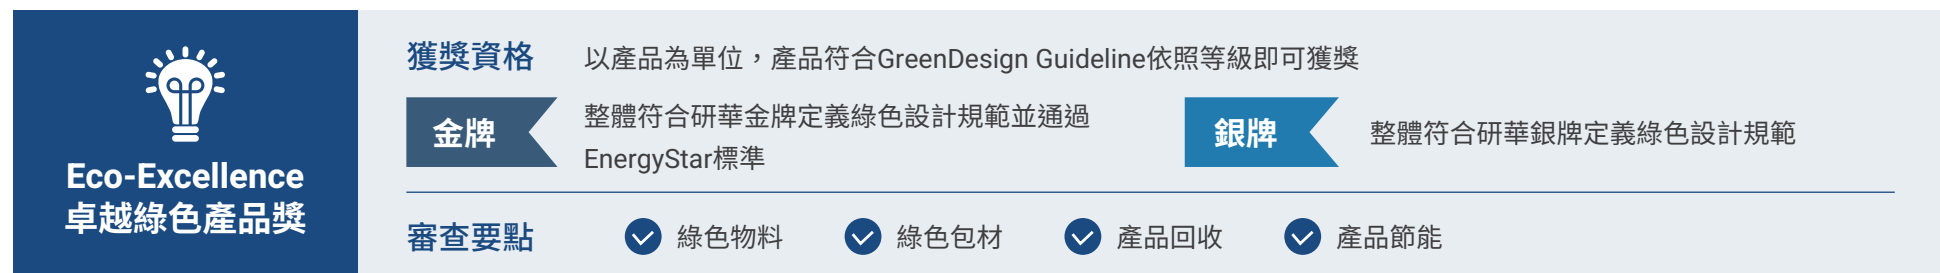 Eco-Excellence
卓越綠色產品獎
獲獎資格
以產品為單位，產品符合GreenDesign Guideline依照等級即可獲獎
金牌
整體符合研華金牌定義綠色設計規範並通過
EnergyStar標準
銀牌
整體符合研華銀牌定義綠色設計規範
審查要點
綠色物料
綠色包材
產品回收
產品節能